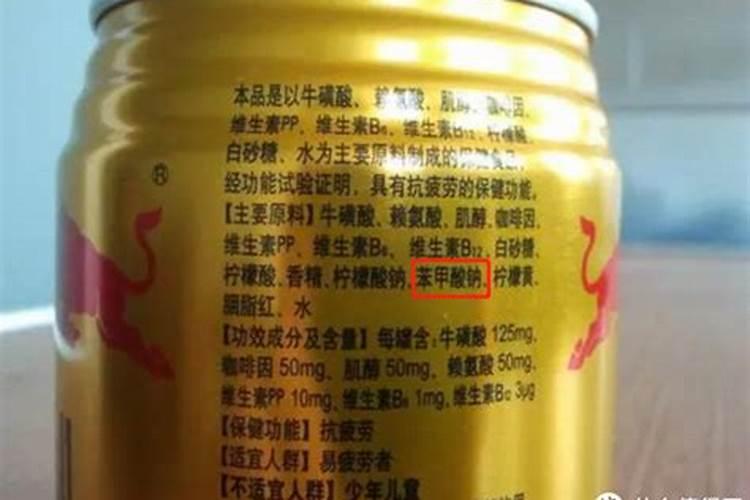 本品是以牛磺酸、赖氨酸、肌醇、咖啡因、
维生素PP、维生素B₆、维生素B₁₂、柠檬酸、
白砂糖、水为主要原料制成的保健食品,
经功能试验证明，具有抗疲劳的保健功能。
®
【主要原料】牛磺酸、赖氨酸、肌醇、咖啡因、
维生素PP、维生素B₆、维生素B₁₂、白砂糖、
柠檬酸、香精、柠檬酸钠、苯甲酸钠、柠檬黄、
胭脂红、水
【功效成分及含量】每罐含:牛磺酸 125mg、
咖啡因 50mg、肌醇 50mg、赖氨酸 50mg、
维生素PP 10mg、维生素B₆ 1mg、维生素B₁₂ 3μg
【保健功能】抗疲劳
【适宜人群】易疲劳者
【不适宜人群】少年儿童